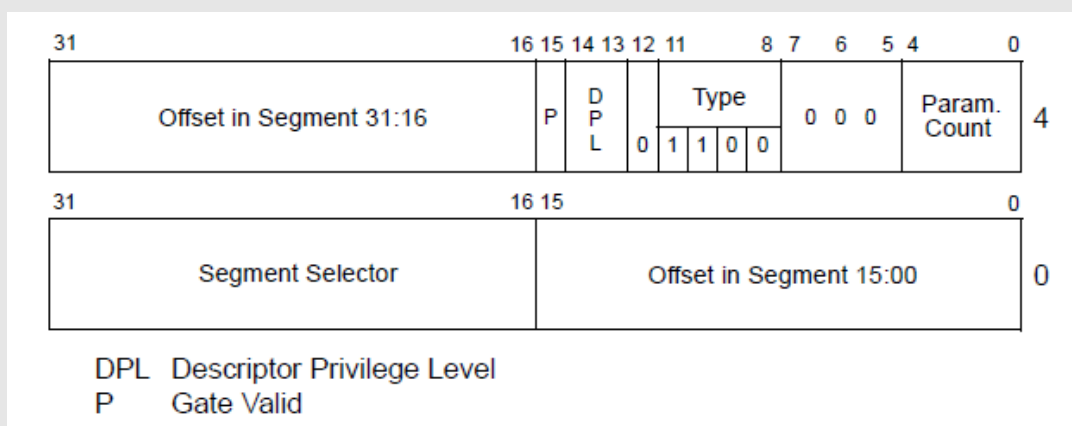 31 16 15 14 13 12 11 8 7 6 5 4 0
Offset in Segment 31:16 P D P L 0 Type 1 1 0 0 0 0 0 Param. Count 4
31 16 15 0
Segment Selector Offset in Segment 15:00 0
DPL Descriptor Privilege Level
P Gate Valid